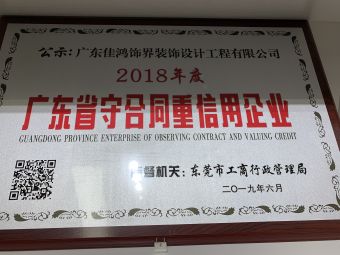 公示:广东佳鸿饰界装饰设计工程有限公司
2018年度
广东省守合同重信用企业
GUANGDONG PROVINCE ENTERPRISE OF OBSERVING CONTRACT AND VALUING CREDIT
监督机关:东莞市工商行政管理局
二〇一九年六月